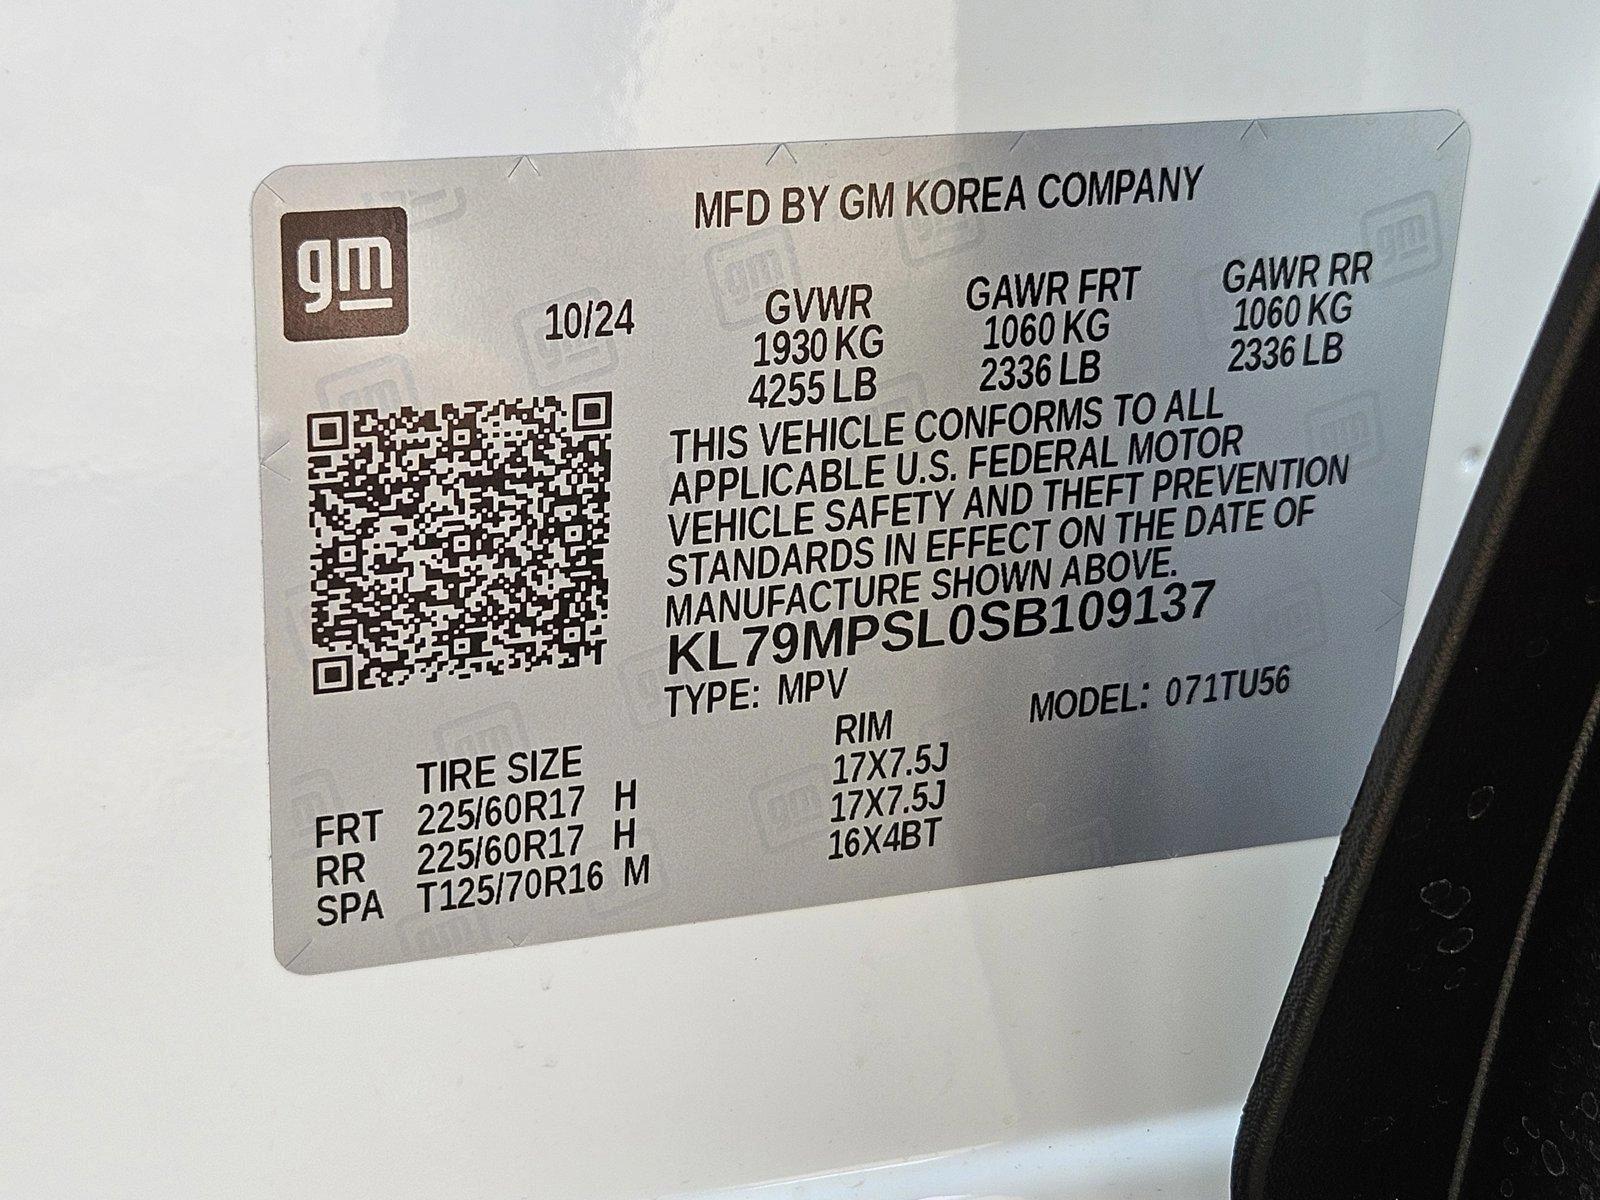 gm
MFD BY GM KOREA COMPANY
10/24
GVWR GAWR FRT GAWR RR
1930 KG 1060 KG 1060 KG
4255 LB 2336 LB 2336 LB
THIS VEHICLE CONFORMS TO ALL
APPLICABLE U.S. FEDERAL MOTOR
VEHICLE SAFETY AND THEFT PREVENTION
STANDARDS IN EFFECT ON THE DATE OF
MANUFACTURE SHOWN ABOVE.
KL79MPSL0SB109137
TYPE: MPV MODEL: 071TU56
TIRE SIZE RIM
FRT 225/60R17 H 17X7.5J
RR 225/60R17 H 17X7.5J
SPA T125/70R16 M 16X4BT